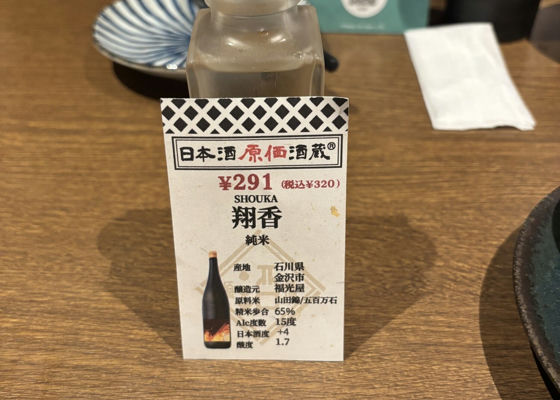 日本酒原価酒蔵®
¥291 (税込¥320)
SHOUKA
翔香
純米
産地 石川県
金沢市
醸造元 福光屋
原料米 山田錦/五百万石
精米歩合 65%
Alc度数 15度
日本酒度 +4
酸度 1.7